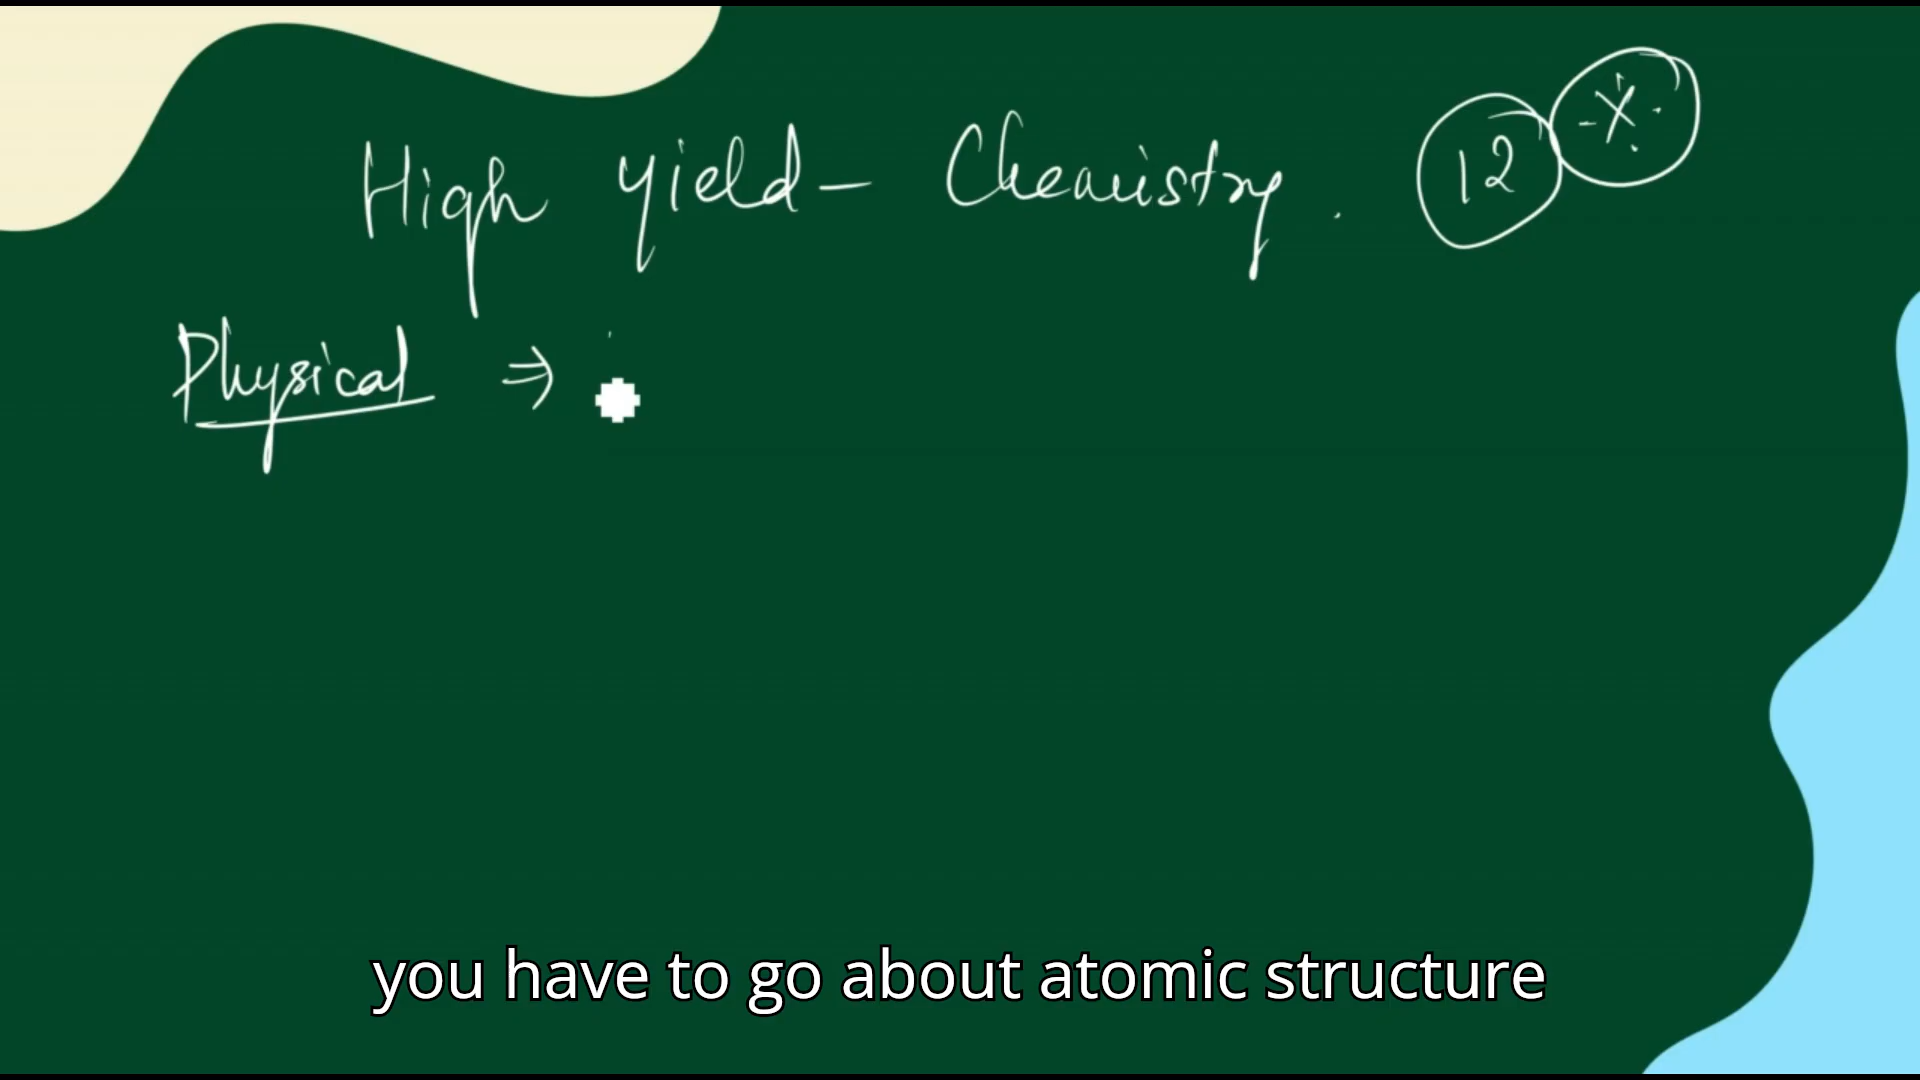 High yield - Chemistry. 12 X
Physical ⇒
you have to go about atomic structure